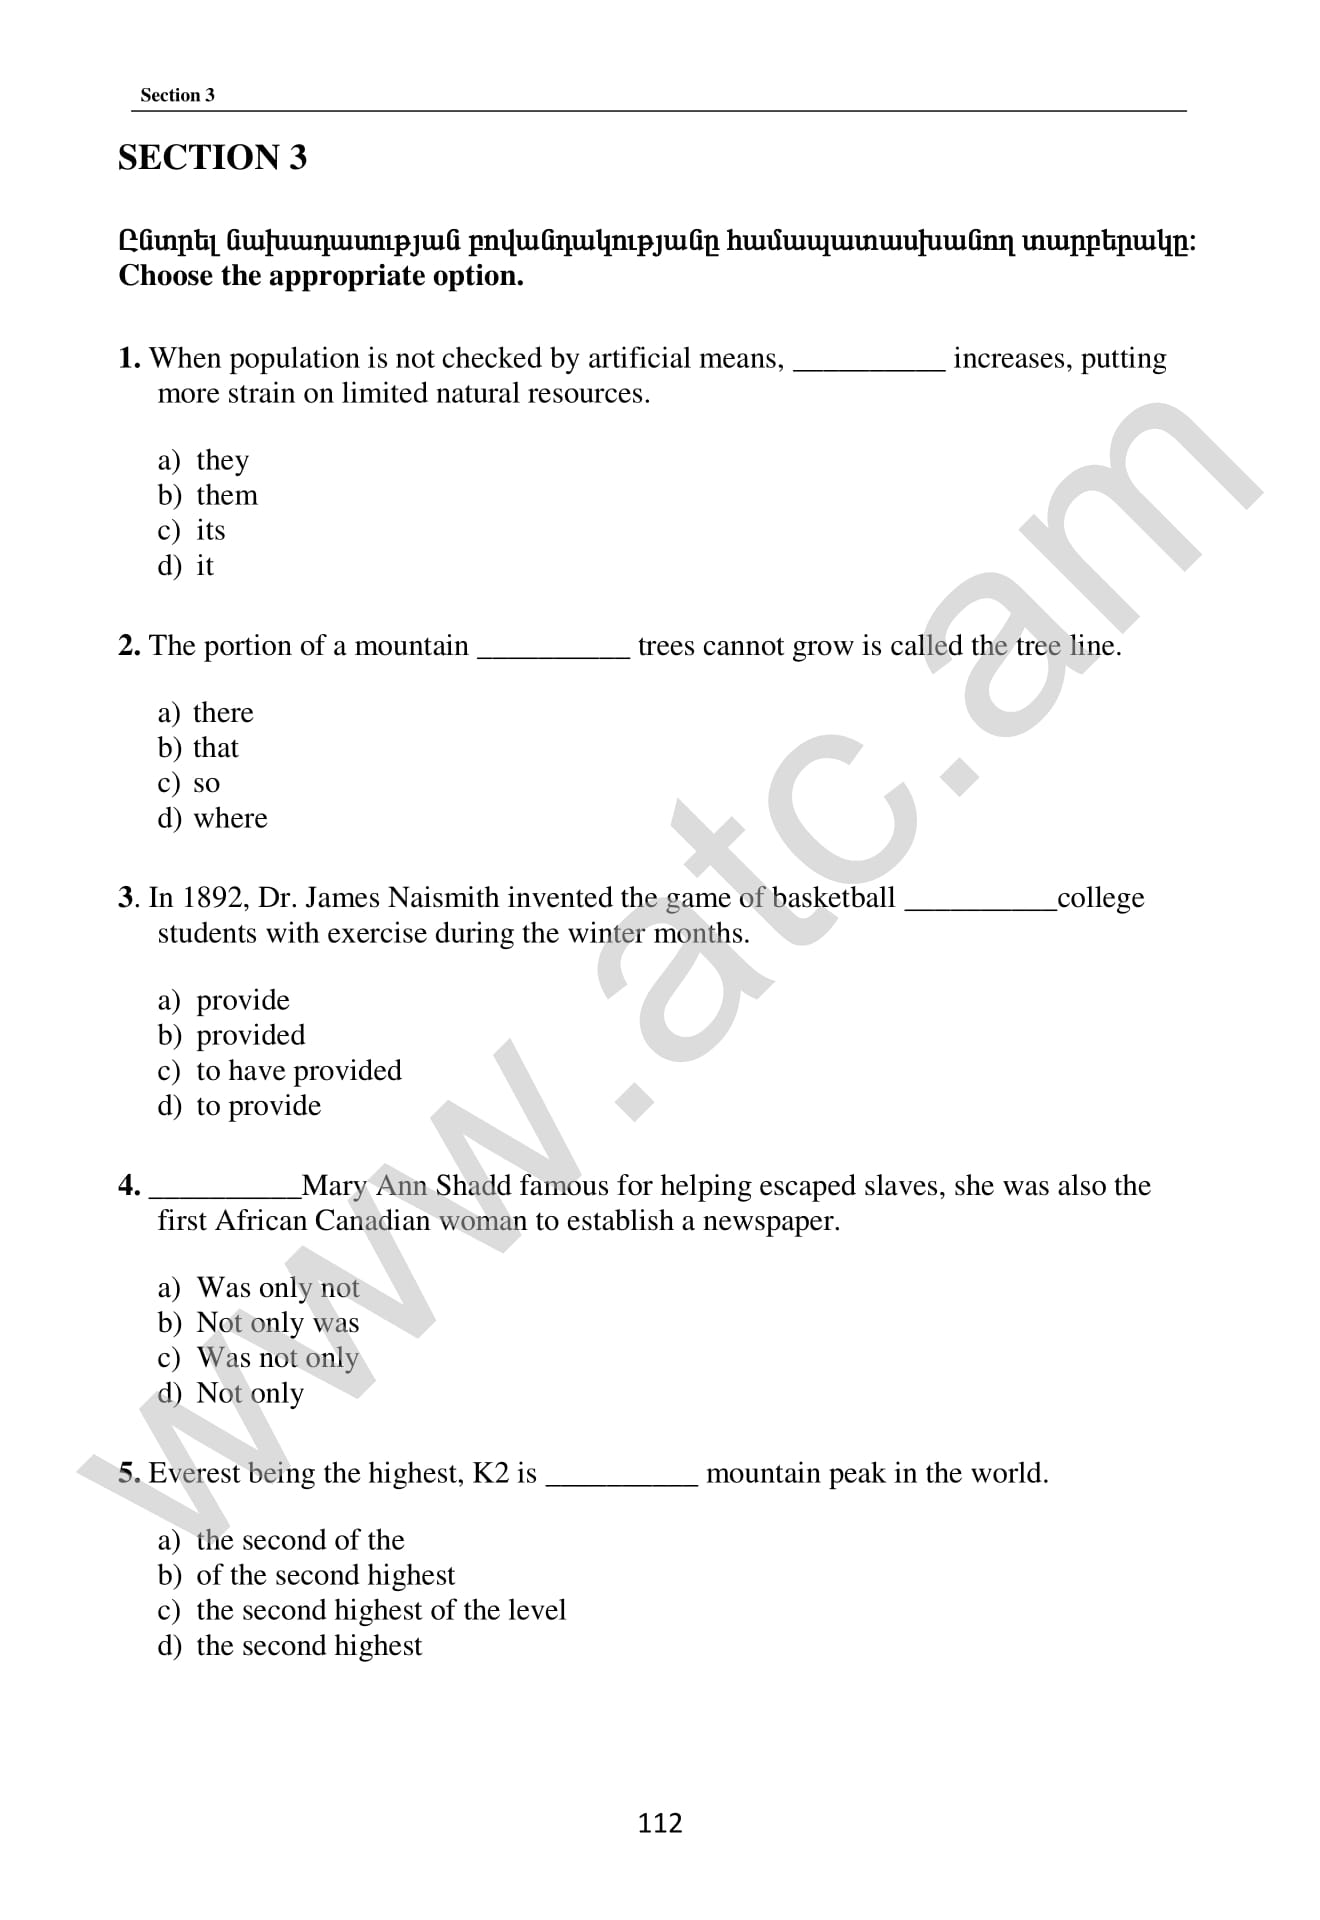 Section 3
SECTION 3
Ընտրել նախադասության բովանդակությանը համապատասխանող տարբերակը:
Choose the appropriate option.
1. When population is not checked by artificial means, __________ increases, putting
more strain on limited natural resources.
a) they
b) them
c) its
d) it
2. The portion of a mountain __________ trees cannot grow is called the tree line.
a) there
b) that
c) so
d) where
3. In 1892, Dr. James Naismith invented the game of basketball __________college
students with exercise during the winter months.
a) provide
b) provided
c) to have provided
d) to provide
4. __________Mary Ann Shadd famous for helping escaped slaves, she was also the
first African Canadian woman to establish a newspaper.
a) Was only not
b) Not only was
c) Was not only
d) Not only
5. Everest being the highest, K2 is __________ mountain peak in the world.
a) the second of the
b) of the second highest
c) the second highest of the level
d) the second highest
112
www.atc.am